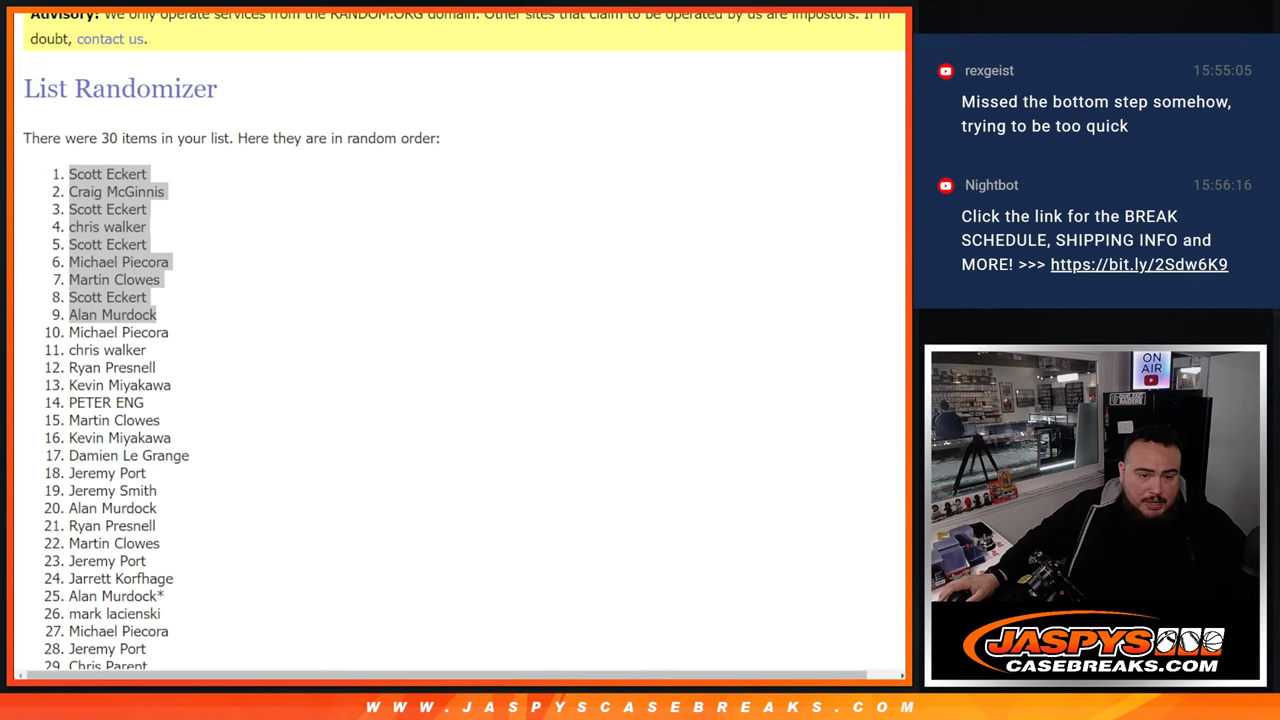 Advisory: We only operate services from the RANDOM.ORG domain. Other sites that claim to be operated by us are impostors. If in
doubt, contact us.
List Randomizer
There were 30 items in your list. Here they are in random order:
1. Scott Eckert
2. Craig McGinnis
3. Scott Eckert
4. chris walker
5. Scott Eckert
6. Michael Piecora
7. Martin Clowes
8. Scott Eckert
9. Alan Murdock
10. Michael Piecora
11. chris walker
12. Ryan Presnell
13. Kevin Miyakawa
14. PETER ENG
15. Martin Clowes
16. Kevin Miyakawa
17. Damien Le Grange
18. Jeremy Port
19. Jeremy Smith
20. Alan Murdock
21. Ryan Presnell
22. Martin Clowes
23. Jeremy Port
24. Jarrett Korfhage
25. Alan Murdock*
26. mark lacienski
27. Michael Piecora
28. Jeremy Port
29. Chris Parent
rexgeist 15:55:05
Missed the bottom step somehow,
trying to be too quick
Nightbot 15:56:16
Click the link for the BREAK
SCHEDULE, SHIPPING INFO and
MORE! >>> https://bit.ly/2Sdw6K9
ON
AIR
JASPYS
CASEBREAKS.COM
WWW.JASPYSCASEBREAKS.COM